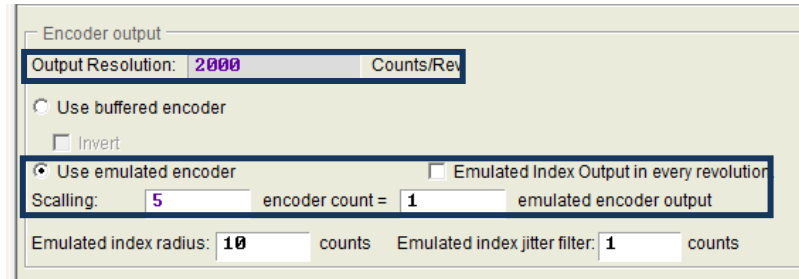 Encoder output
Output Resolution: 2000 Counts/Rev
Use buffered encoder
Invert
Use emulated encoder Emulated Index Output in every revolution
Scalling: 5 encoder count = 1 emulated encoder output
Emulated index radius: 10 counts Emulated index jitter filter: 1 counts